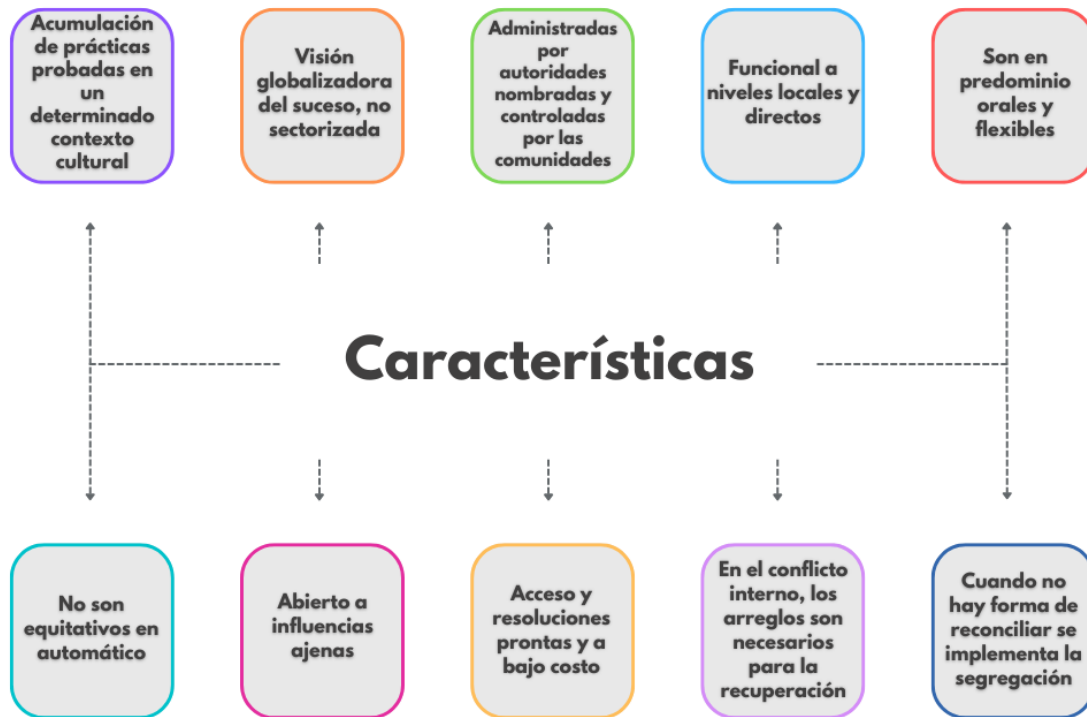 Acumulación
de prácticas
probadas en
un
determinado
contexto
cultural
Visión
globalizadora
del suceso, no
sectorizada
Administradas
por
autoridades
nombradas y
controladas
por las
comunidades
Funcional a
niveles locales y
directos
Son en
predominio
orales y
flexibles
Características
No son
equitativos en
automático
Abierto a
influencias
ajenas
Acceso y
resoluciones
prontas y a
bajo costo
En el conflicto
interno, los
arreglos son
necesarios
para la
recuperación
Cuando no
hay forma de
reconciliar se
implementa la
segregación